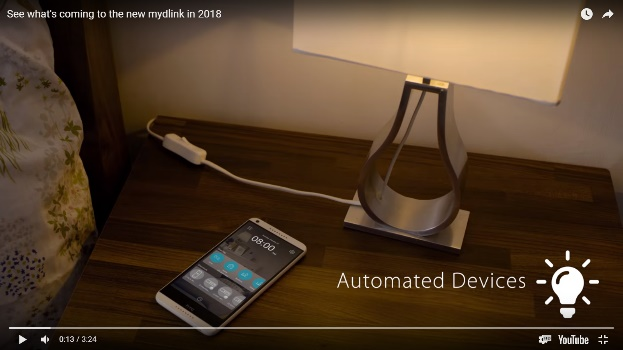 See what's coming to the new mydlink in 2018
08:00
Automated Devices
0:13 / 3:24
YouTube